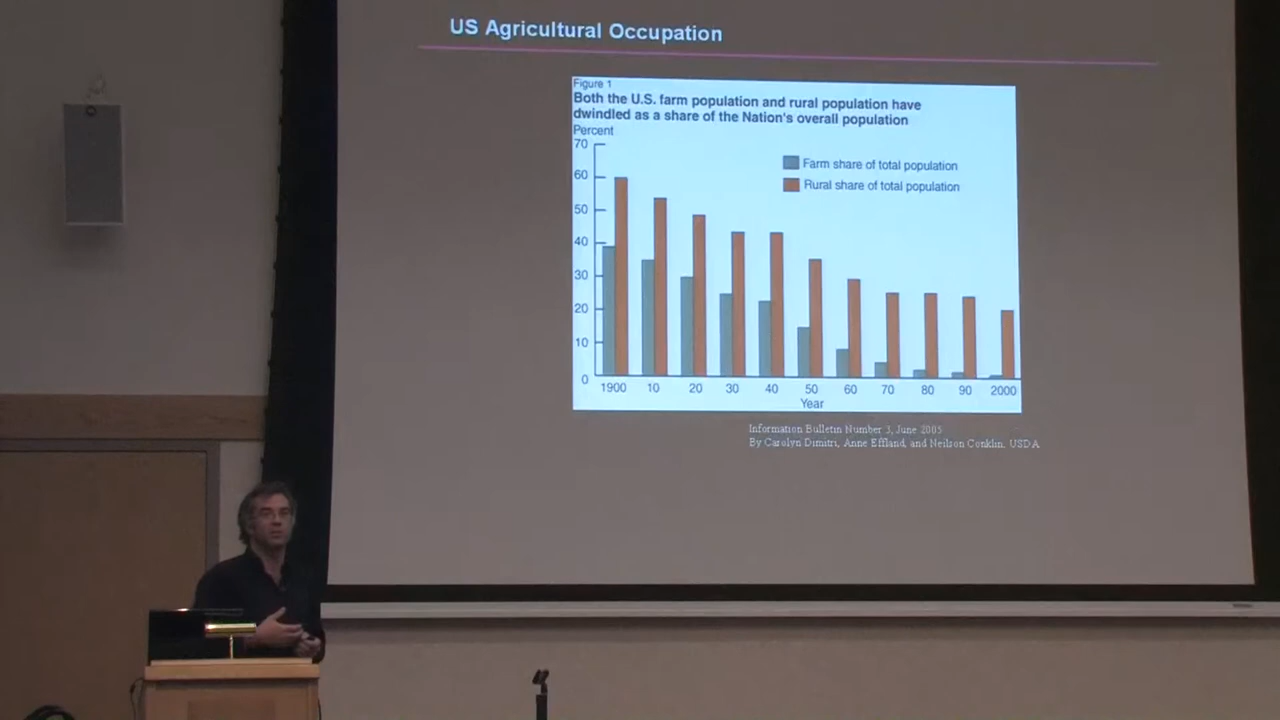 US Agricultural Occupation
Figure 1
Both the U.S. farm population and rural population have
dwindled as a share of the Nation's overall population
Percent
70
60
50
40
30
20
10
0
Farm share of total population
Rural share of total population
1900 10 20 30 40 50 60 70 80 90 2000
Year
Information Bulletin Number 3, June 2005
By Carolyn Dimitri, Anne Effland, and Neilson Conklin, USDA